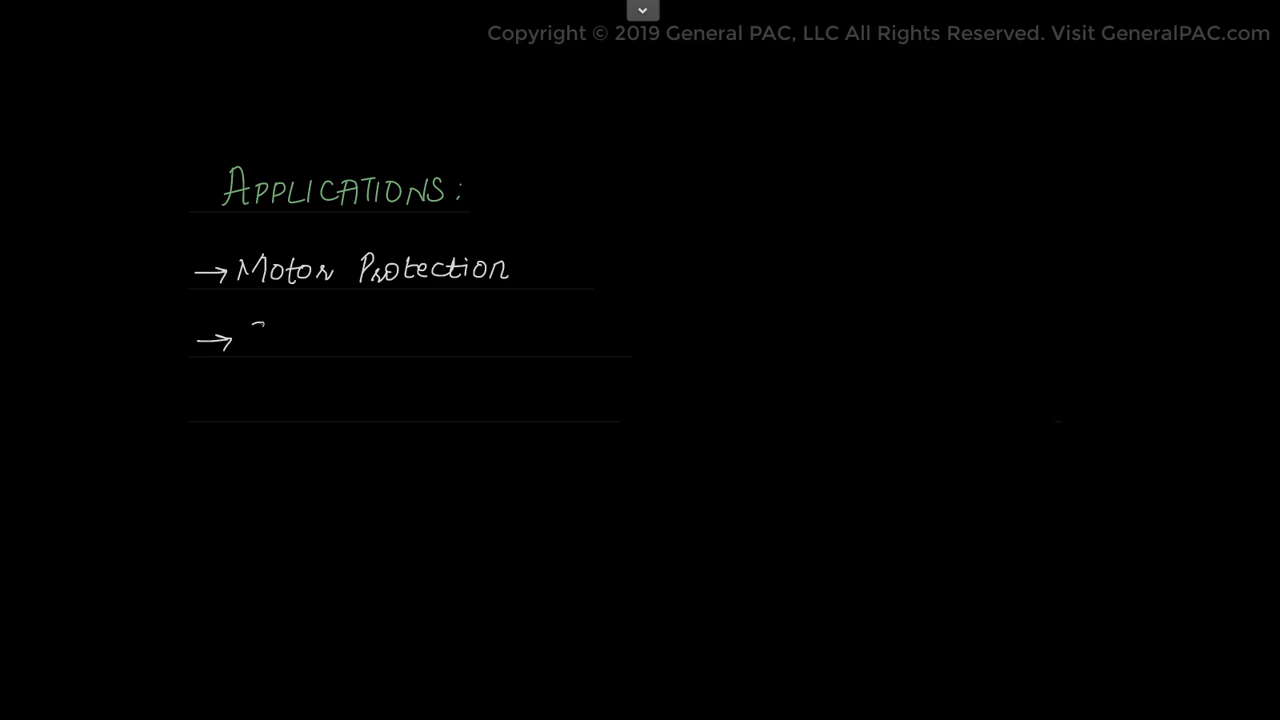 Copyright © 2019 General PAC, LLC All Rights Reserved. Visit GeneralPAC.com
APPLICATIONS:
→ Motor Protection
→